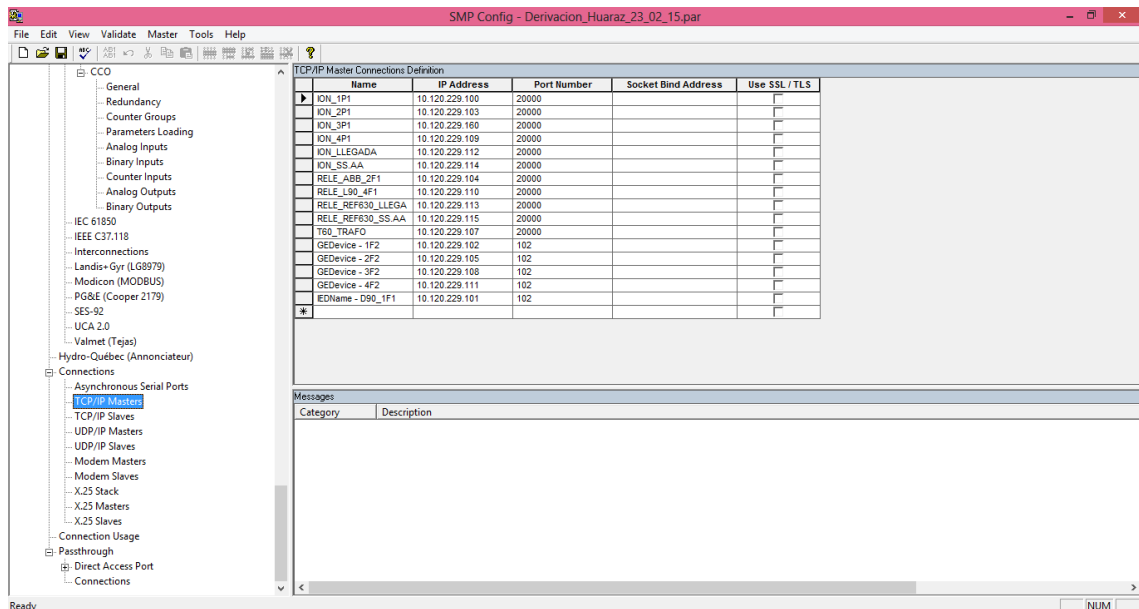 SMP Config - Derivacion_Huaraz_23_02_15.par
File Edit View Validate Master Tools Help
CCO
General
Redundancy
Counter Groups
Parameters Loading
Analog Inputs
Binary Inputs
Counter Inputs
Analog Outputs
Binary Outputs
IEC 61850
IEEE C37.118
Interconnections
Landis+Gyr (LG8979)
Modicon (MODBUS)
PG&E (Cooper 2179)
SES-92
UCA 2.0
Valmet (Tejas)
Hydro-Québec (Annonciateur)
Connections
Asynchronous Serial Ports
TCP/IP Masters
TCP/IP Slaves
UDP/IP Masters
UDP/IP Slaves
Modem Masters
Modem Slaves
X.25 Stack
X.25 Masters
X.25 Slaves
Connection Usage
Passthrough
Direct Access Port
Connections
TCP/IP Master Connections Definition
Name IP Address Port Number Socket Bind Address Use SSL / TLS
ION_1P1 10.120.229.100 20000
ION_2P1 10.120.229.103 20000
ION_3P1 10.120.229.160 20000
ION_4P1 10.120.229.109 20000
ION_LLEGADA 10.120.229.112 20000
ION_SS.AA 10.120.229.114 20000
RELE_ABB_2F1 10.120.229.104 20000
RELE_L90_4F1 10.120.229.110 20000
RELE_REF630_LLEGA 10.120.229.113 20000
RELE_REF630_SS.AA 10.120.229.115 20000
T60_TRAFO 10.120.229.107 20000
GEDevice - 1F2 10.120.229.102 102
GEDevice - 2F2 10.120.229.105 102
GEDevice - 3F2 10.120.229.108 102
GEDevice - 4F2 10.120.229.111 102
IEDName - D90_1F1 10.120.229.101 102
Messages
Category Description
Ready NUM